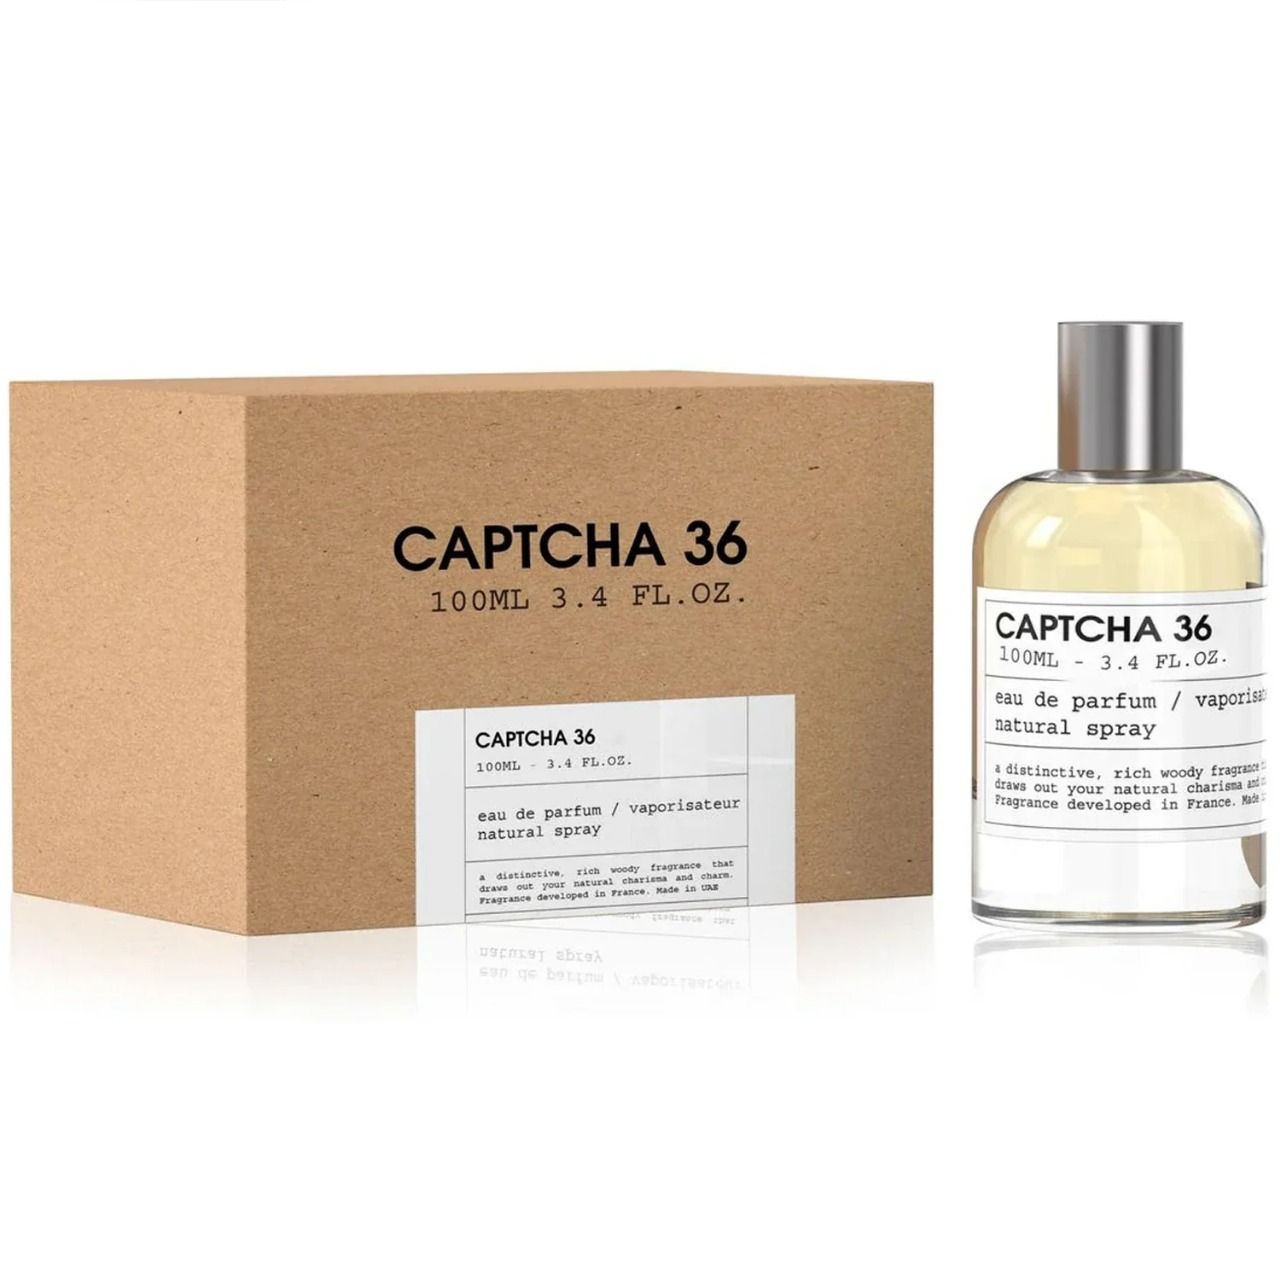 CAPTCHA 36
100ML 3.4 FL.OZ.
CAPTCHA 36
100ML - 3.4 FL.OZ.
eau de parfum / vaporisateur
natural spray
a distinctive, rich woody fragrance that
draws out your natural charisma and charm.
Fragrance developed in France. Made in UAE
CAPTCHA 36
100ML - 3.4 FL.OZ.
eau de parfum / vaporisat
natural spray
a distinctive, rich woody fragrance
draws out your natural charisma and
Fragrance developed in France. Made